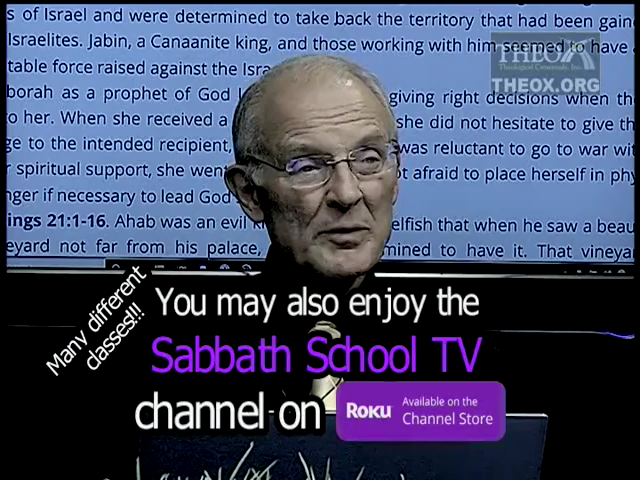 s of Israel and were determined to take back the territory that had been gain
Israelites. Jabin, a Canaanite king, and those working with him seemed to have
table force raised against the Isra
borah as a prophet of God giving right decisions when th
o her. When she received a she did not hesitate to give th
ge to the intended recipient, was reluctant to go to war wi
r spiritual support, she wen t afraid to place herself in phy
nger if necessary to lead God
ings 21:1-16. Ahab was an evil k elfish that when he saw a beau
eyard not far from his palace, mined to have it. That vineyar
THEOX
THEOX.ORG
Many different
classes!!!
You may also enjoy the
Sabbath School TV
channel on
Roku
Available on the
Channel Store